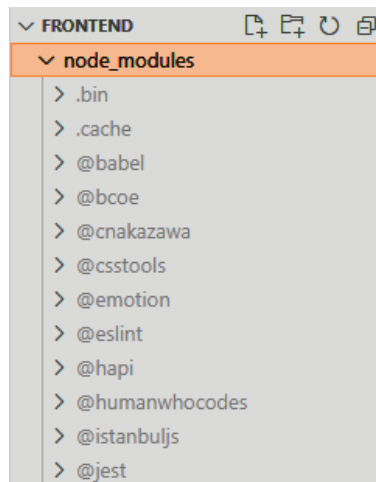 FRONTEND
node_modules
.bin
.cache
@babel
@bcoe
@cnakazawa
@csstools
@emotion
@eslint
@hapi
@humanwhocodes
@istanbuljs
@jest